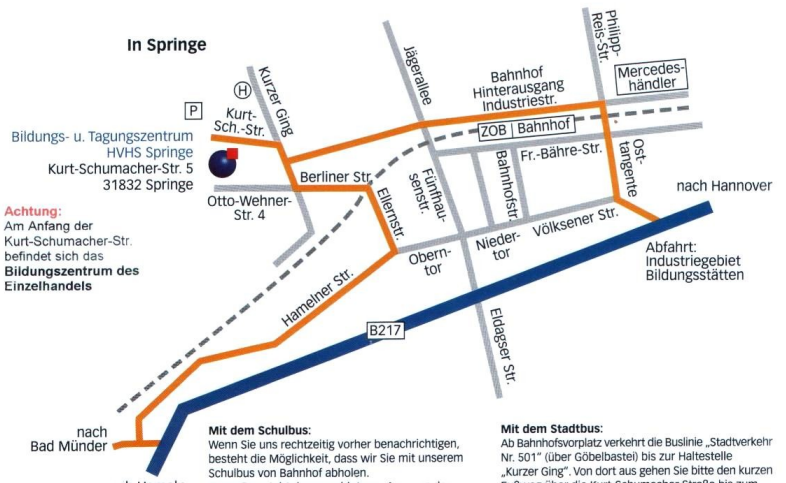 In Springe
P
H
Kurzer Ging
Kurt-
Sch.-Str.
Bildungs- u. Tagungszentrum
HVHS Springe
Kurt-Schumacher-Str. 5
31832 Springe
Achtung:
Am Anfang der
Kurt-Schumacher-Str.
befindet sich das
Bildungszentrum des
Einzelhandels
Otto-Wehner-
Str. 4
Berliner Str.
Ellernstr.
Jägerallee
Fünfhau-
senstr.
Bahnhof
Hinterausgang
Industriestr.
Philipp-
Reis-Str.
Mercedes-
händler
ZOB | Bahnhof
Fr.-Bähre-Str.
Bahnhofstr.
Ost-
tangente
nach Hannover
Obern-
tor
Nieder-
tor
Völksener Str.
Abfahrt:
Industriegebiet
Bildungsstätten
Hamelner Str.
B217
Eldagser Str.
nach
Bad Münder
Mit dem Schulbus:
Wenn Sie uns rechtzeitig vorher benachrichtigen,
besteht die Möglichkeit, dass wir Sie mit unserem
Schulbus von Bahnhof abholen.
Mit dem Stadtbus:
Ab Bahnhofsvorplatz verkehrt die Buslinie „Stadtverkehr
Nr. 501" (über Göbelbastei) bis zur Haltestelle
„Kurzer Ging". Von dort aus gehen Sie bitte den kurzen